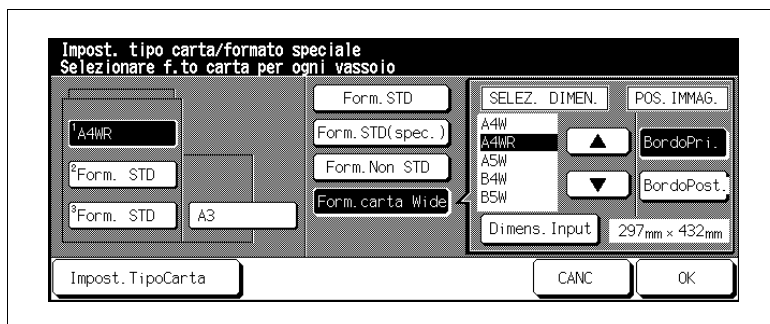 Impost. tipo carta/formato speciale
Selezionare f.to carta per ogni vassoio
1A4WR
2Form. STD
3Form. STD
A3
Form.STD
Form.STD(spec.)
Form.Non STD
Form.carta Wide
SELEZ. DIMEN.
POS.IMMAG.
A4W
A4WR
A5W
B4W
B5W
▲
▼
BordoPri.
BordoPost.
Dimens.Input
297mm × 432mm
Impost.TipoCarta
CANC
OK